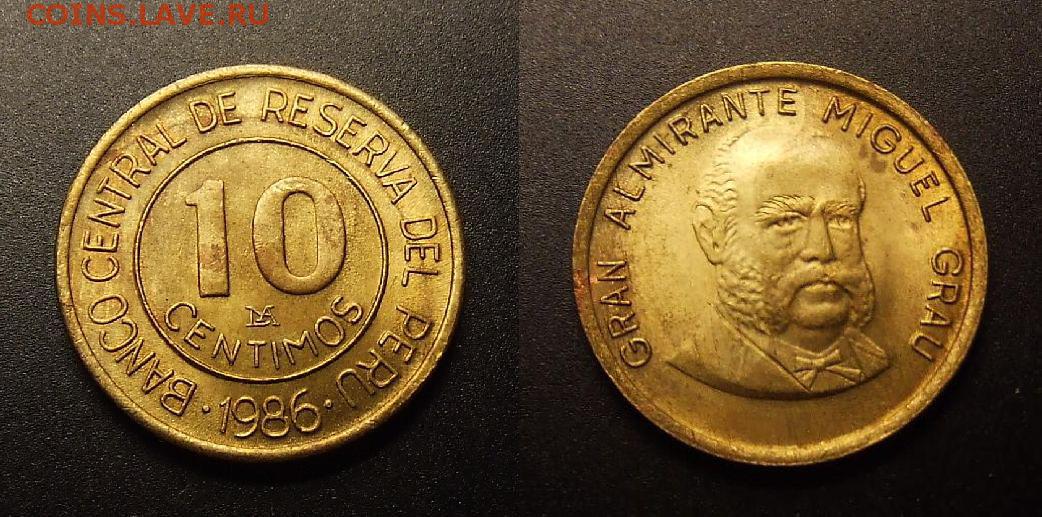 COINS.LAVE.RU
BANCO CENTRAL DE RESERVA DEL PERU
10
CENTIMOS
· 1986 ·
GRAN ALMIRANTE MIGUEL GRAU